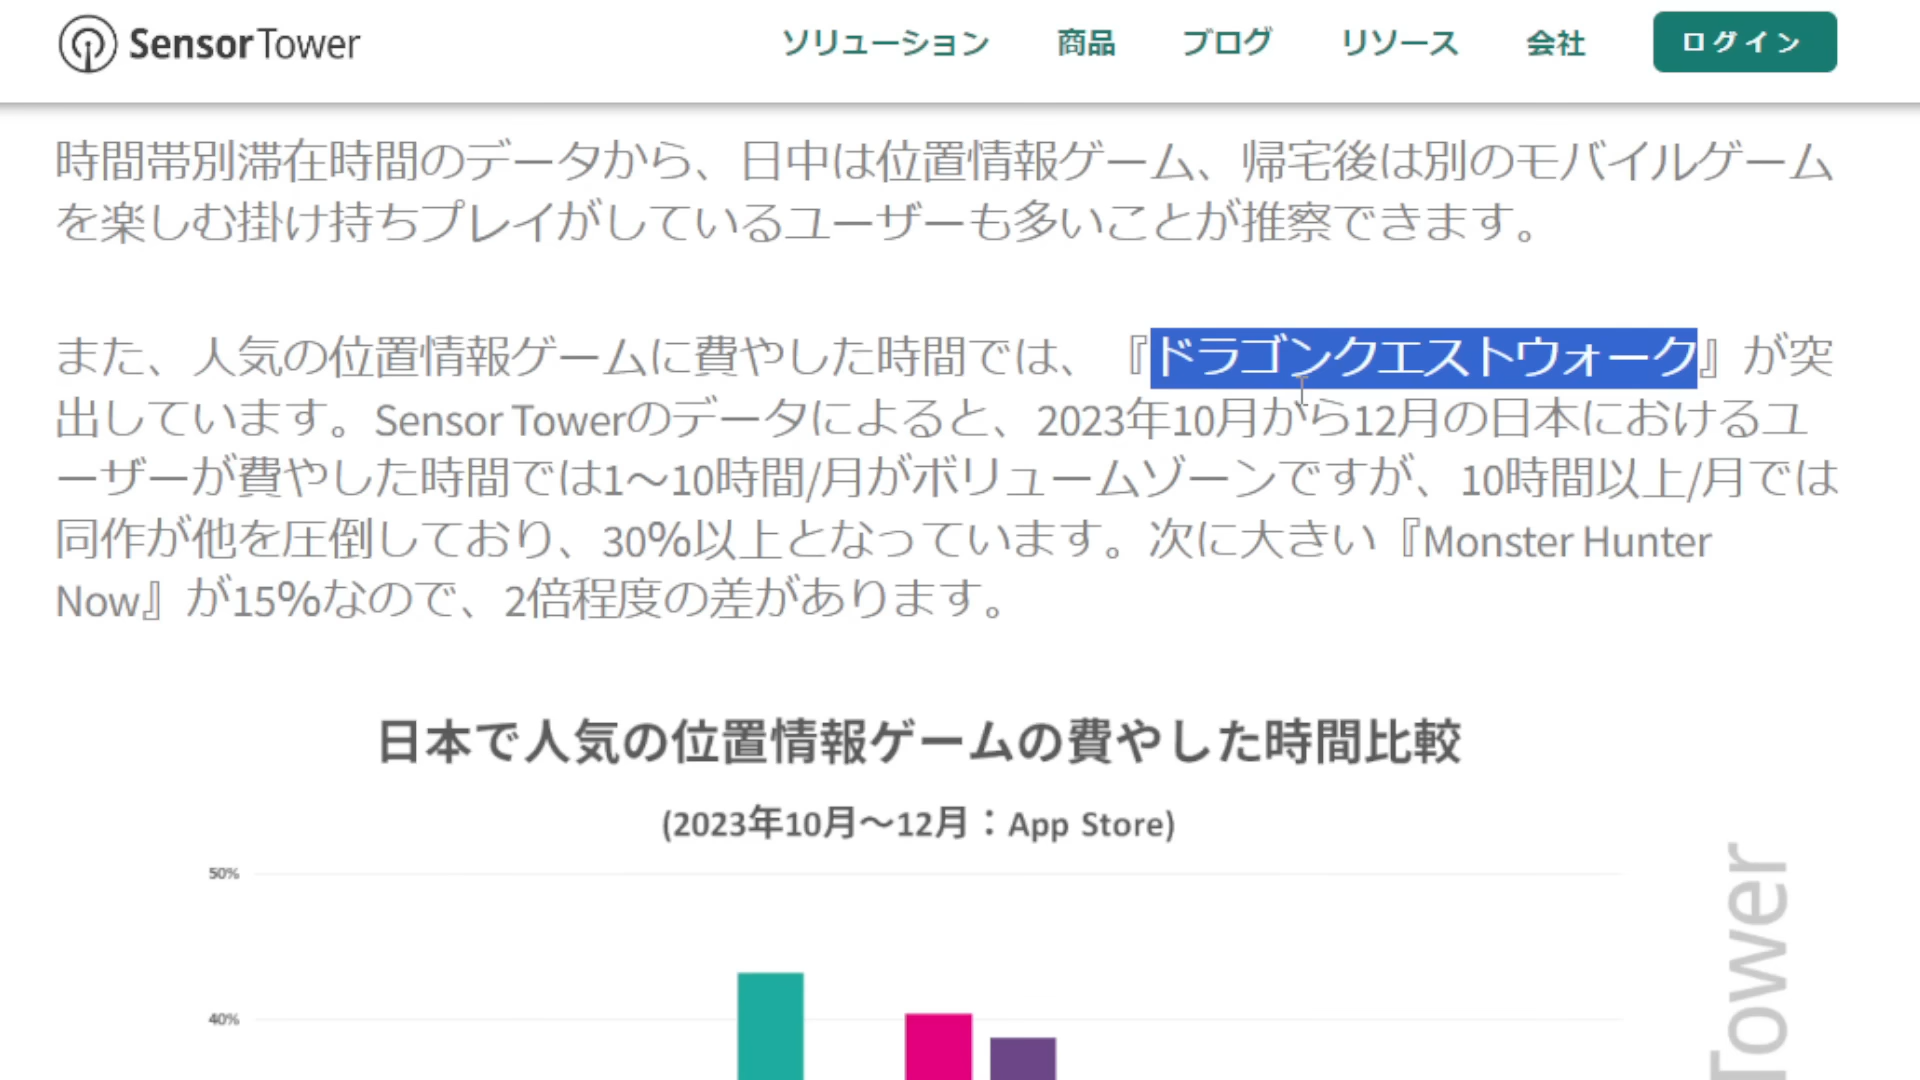 SensorTower
ソリューション 商品 ブログ リソース 会社 ログイン
時間帯別滞在時間のデータから、日中は位置情報ゲーム、帰宅後は別のモバイルゲーム
を楽しむ掛け持ちプレイがしているユーザーも多いことが推察できます。
また、人気の位置情報ゲームに費やした時間では、『ドラゴンクエストウォーク』が突
出しています。Sensor Towerのデータによると、2023年10月から12月の日本におけるユ
ーザーが費やした時間では1～10時間/月がボリュームゾーンですが、10時間以上/月では
同作が他を圧倒しており、30%以上となっています。次に大きい『Monster Hunter
Now』が15%なので、2倍程度の差があります。
日本で人気の位置情報ゲームの費やした時間比較
(2023年10月～12月：App Store)
50%
40%
Tower